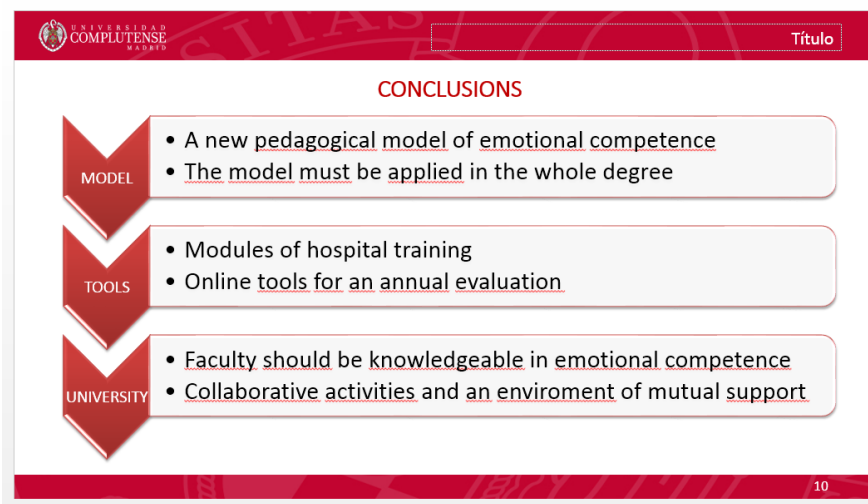 UNIVERSIDAD
COMPLUTENSE
MADRID
Título
CONCLUSIONS
MODEL
• A new pedagogical model of emotional competence
• The model must be applied in the whole degree
TOOLS
• Modules of hospital training
• Online tools for an annual evaluation
UNIVERSITY
• Faculty should be knowledgeable in emotional competence
• Collaborative activities and an enviroment of mutual support
10